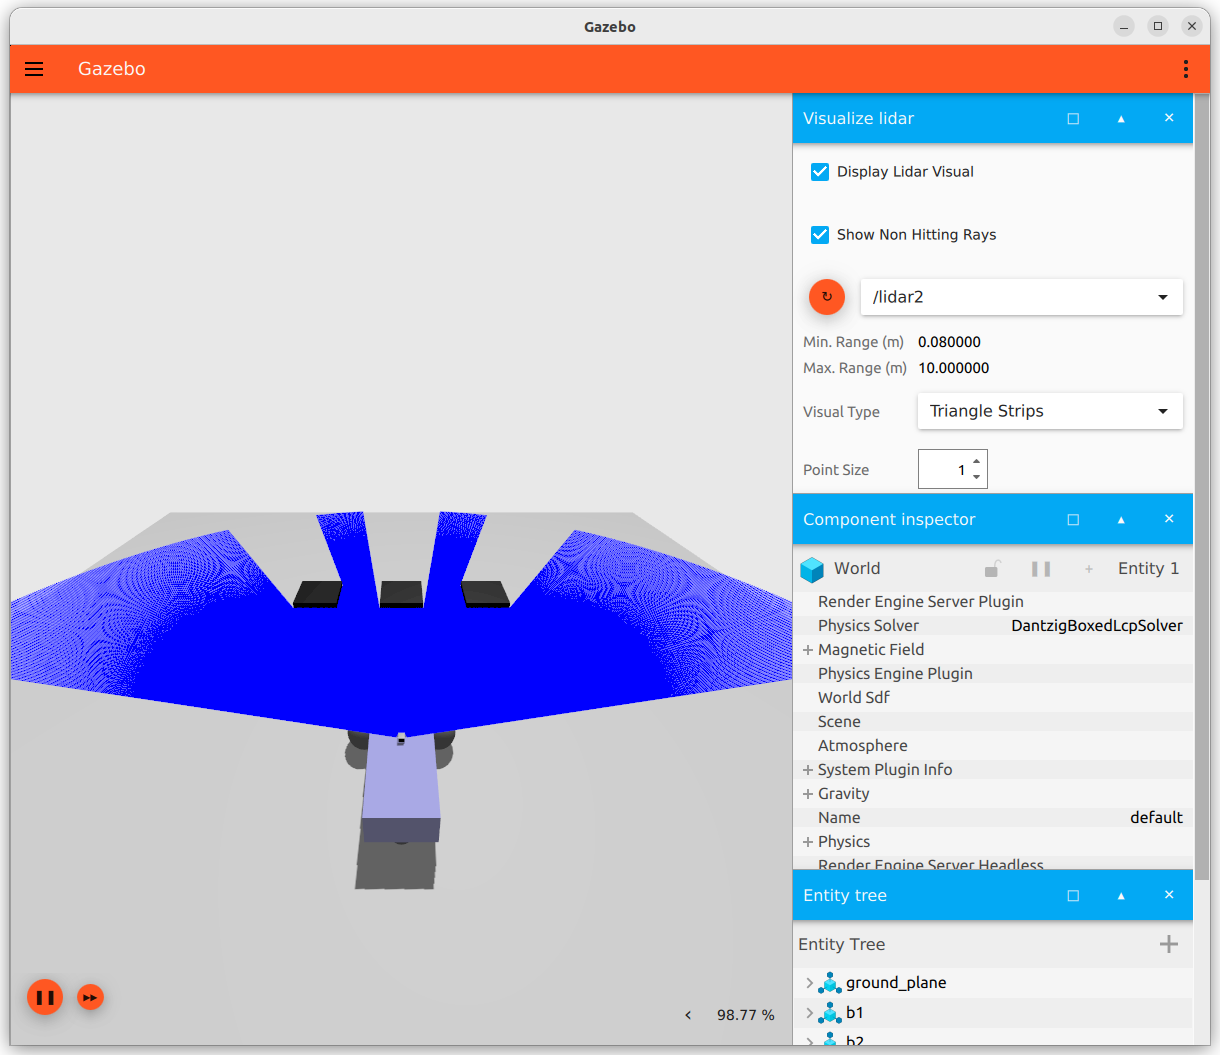 Gazebo
Gazebo
Visualize lidar
Display Lidar Visual
Show Non Hitting Rays
/lidar2
Min. Range (m) 0.080000
Max. Range (m) 10.000000
Visual Type Triangle Strips
Point Size 1
Component inspector
World Entity 1
Render Engine Server Plugin
Physics Solver DantzigBoxedLcpSolver
Magnetic Field
Physics Engine Plugin
World Sdf
Scene
Atmosphere
System Plugin Info
Gravity
Name default
Physics
Render Engine Server Headless
Entity tree
Entity Tree
ground_plane
b1
b2
98.77 %